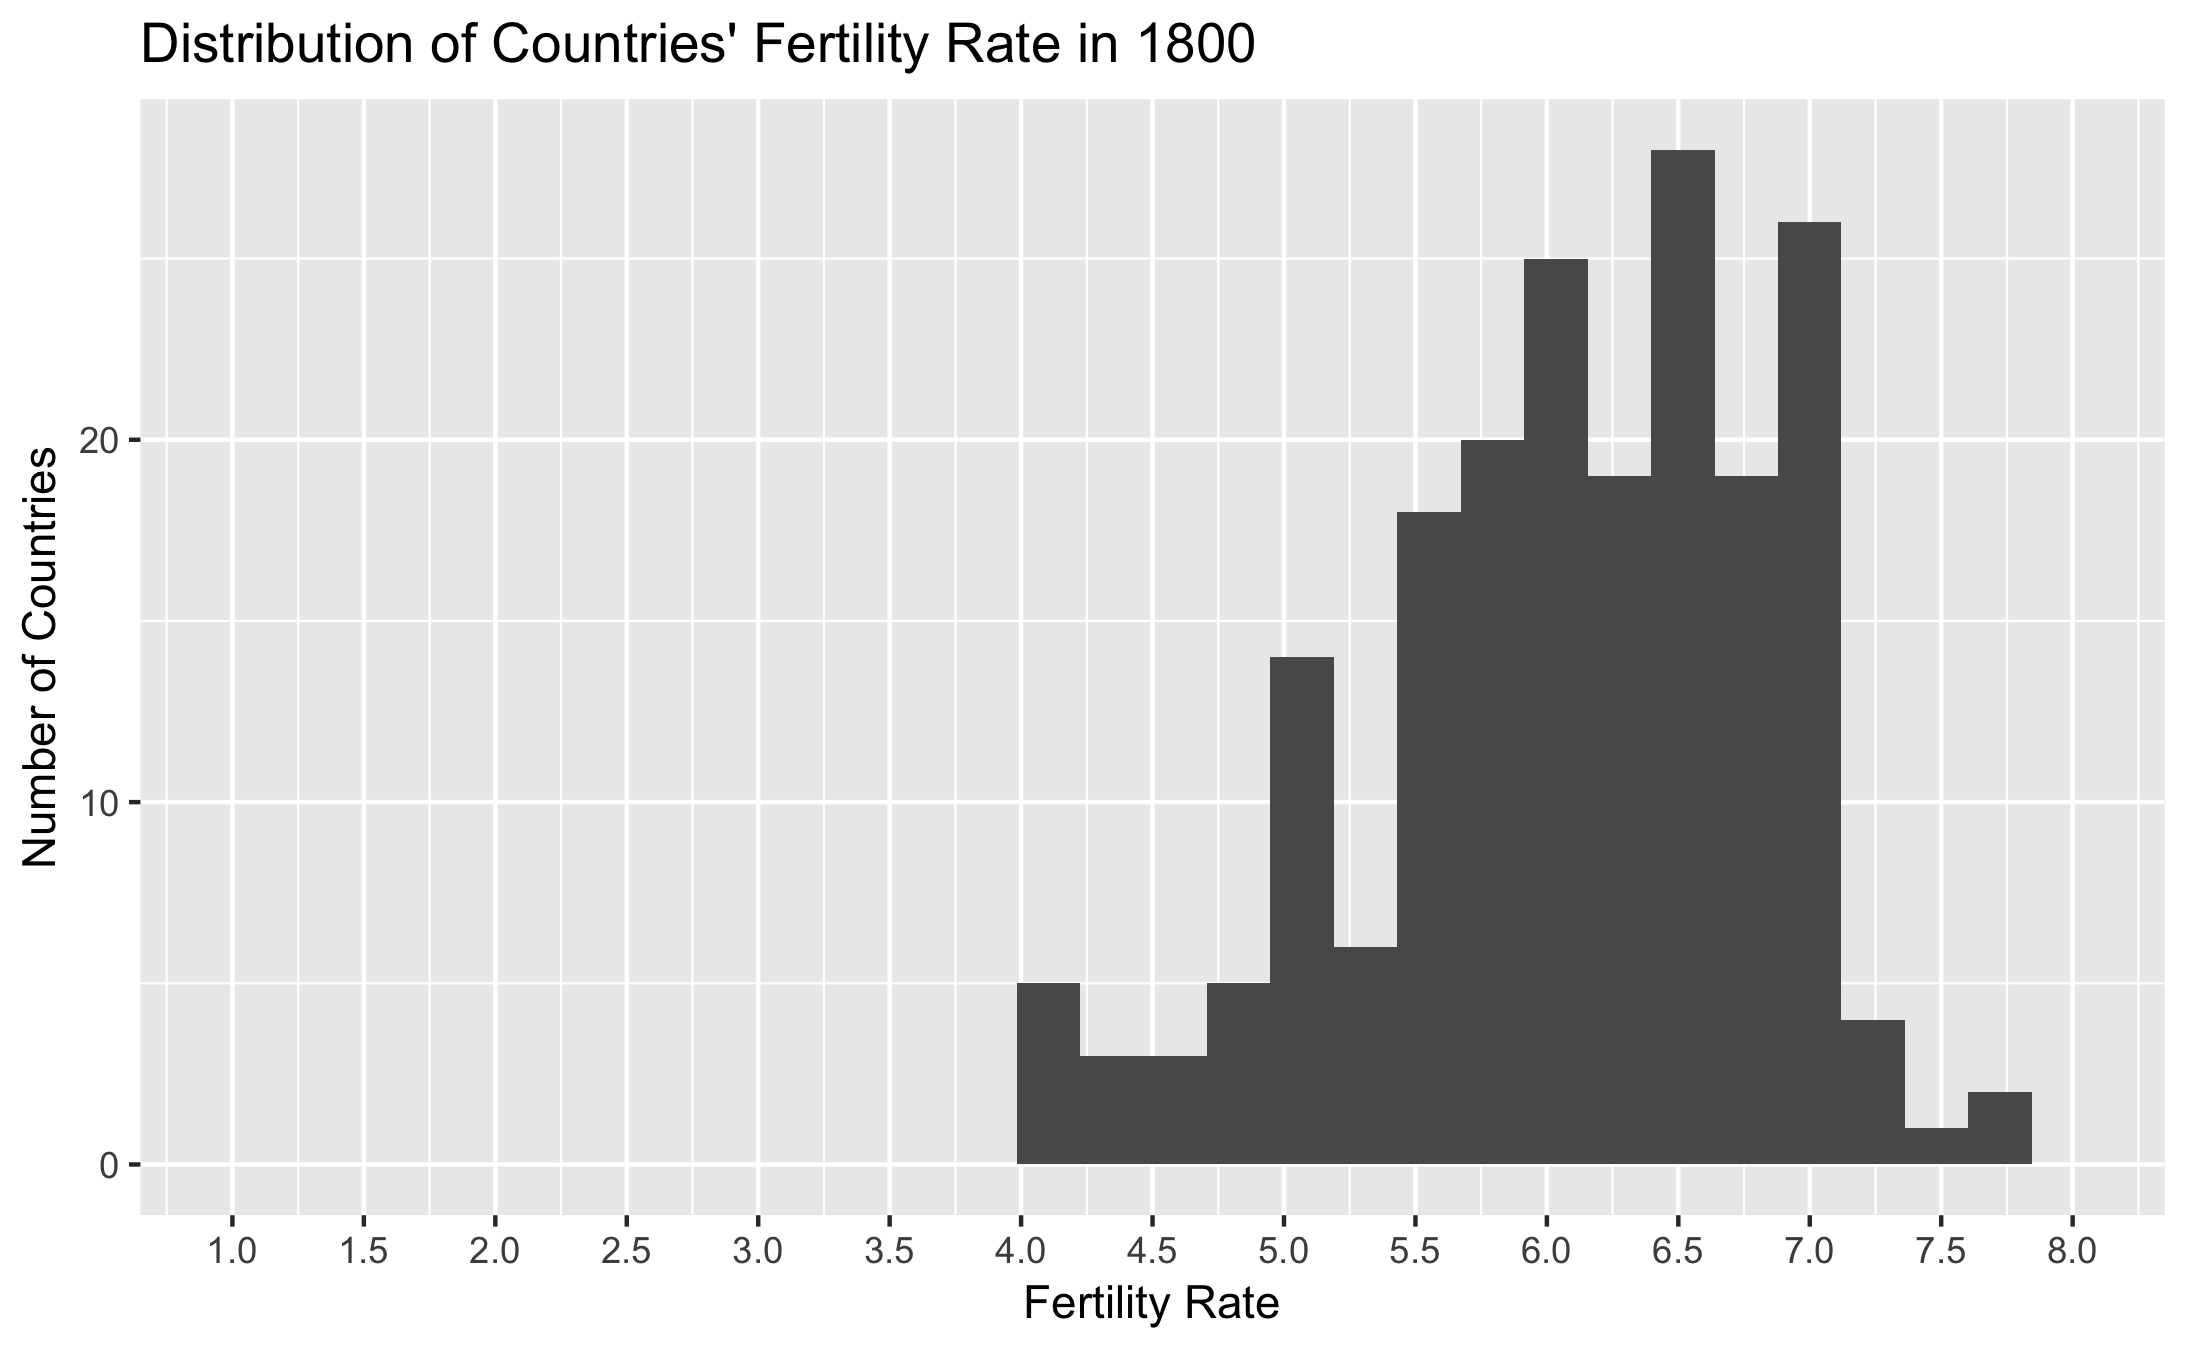 Distribution of Countries' Fertility Rate in 1800
Number of Countries
20
10
0
1.0 1.5 2.0 2.5 3.0 3.5 4.0 4.5 5.0 5.5 6.0 6.5 7.0 7.5 8.0
Fertility Rate